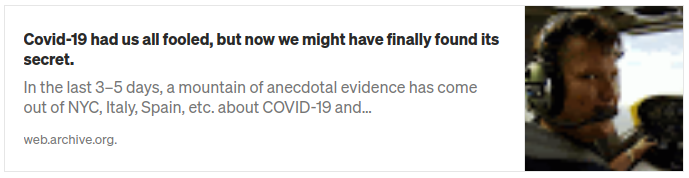 Covid-19 had us all fooled, but now we might have finally found its
secret.
In the last 3–5 days, a mountain of anecdotal evidence has come
out of NYC, Italy, Spain, etc. about COVID-19 and...
web.archive.org.